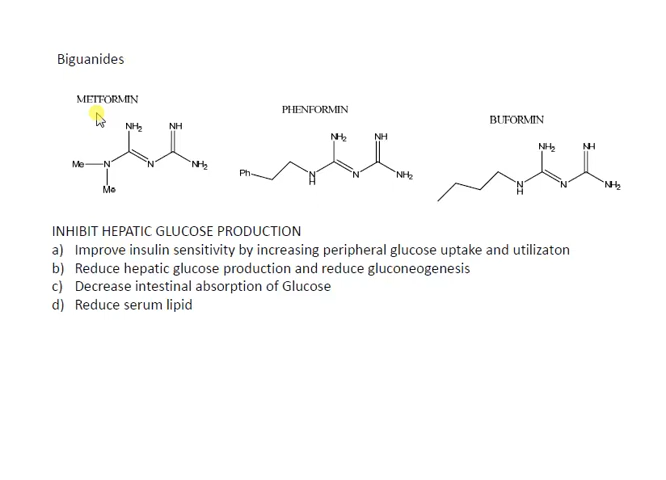 Biguanides
METFORMIN
PHENFORMIN
BUFORMIN
NH2 NH
Me N N NH2
Me
NH2 NH
Ph N H N NH2
NH2 NH
N H N NH2
INHIBIT HEPATIC GLUCOSE PRODUCTION
a) Improve insulin sensitivity by increasing peripheral glucose uptake and utilizaton
b) Reduce hepatic glucose production and reduce gluconeogenesis
c) Decrease intestinal absorption of Glucose
d) Reduce serum lipid